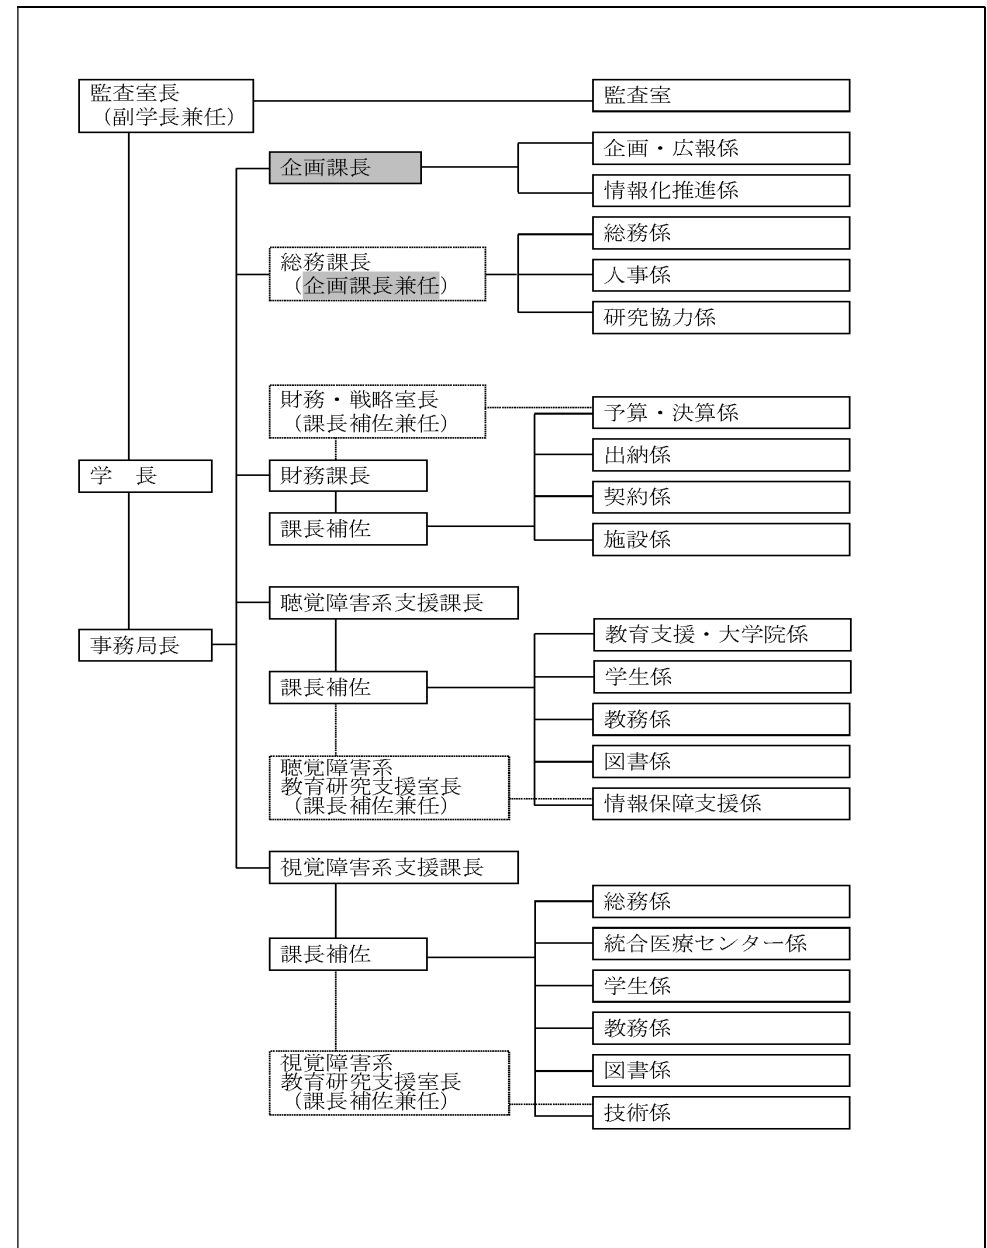 監査室長
（副学長兼任）
監査室
企画課長
企画・広報係
情報化推進係
総務課長
（企画課長兼任）
総務係
人事係
研究協力係
財務・戦略室長
（課長補佐兼任）
予算・決算係
学　長
財務課長
出納係
課長補佐
契約係
施設係
聴覚障害系支援課長
事務局長
教育支援・大学院係
課長補佐
学生係
教務係
図書係
聴覚障害系
教育研究支援室長
（課長補佐兼任）
情報保障支援係
視覚障害系支援課長
総務係
課長補佐
統合医療センター係
学生係
教務係
視覚障害系
教育研究支援室長
（課長補佐兼任）
図書係
技術係